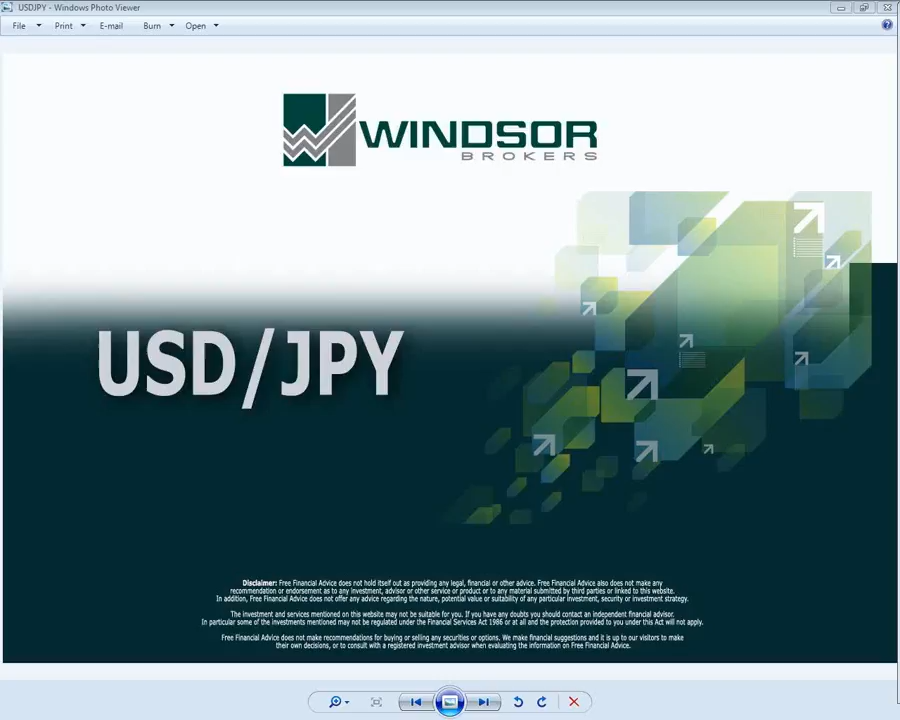 USDJPY - Windows Photo Viewer
File Print E-mail Burn Open
WINDSOR
BROKERS
USD/JPY
Disclaimer: Free Financial Advice does not hold itself out as providing any legal, financial or other advice. Free Financial Advice also does not make any
recommendation or endorsement as to any investment, advisor or other service or product or to any material submitted by third parties or linked to this website.
In addition, Free Financial Advice does not offer any advice regarding the nature, potential value or suitability of any particular investment, security or investment strategy.
The investment and services mentioned on this website may not be suitable for you. If you have any doubts you should contact an independent financial advisor.
In particular some of the investments mentioned may not be regulated under the Financial Services Act 1986 or at all and the protection provided to you under this Act will not apply.
Free Financial Advice does not make recommendations for buying or selling any securities or options. We make financial suggestions and it is up to our visitors to make
their own decisions, or to consult with a registered investment advisor when evaluating the information on Free Financial Advice.